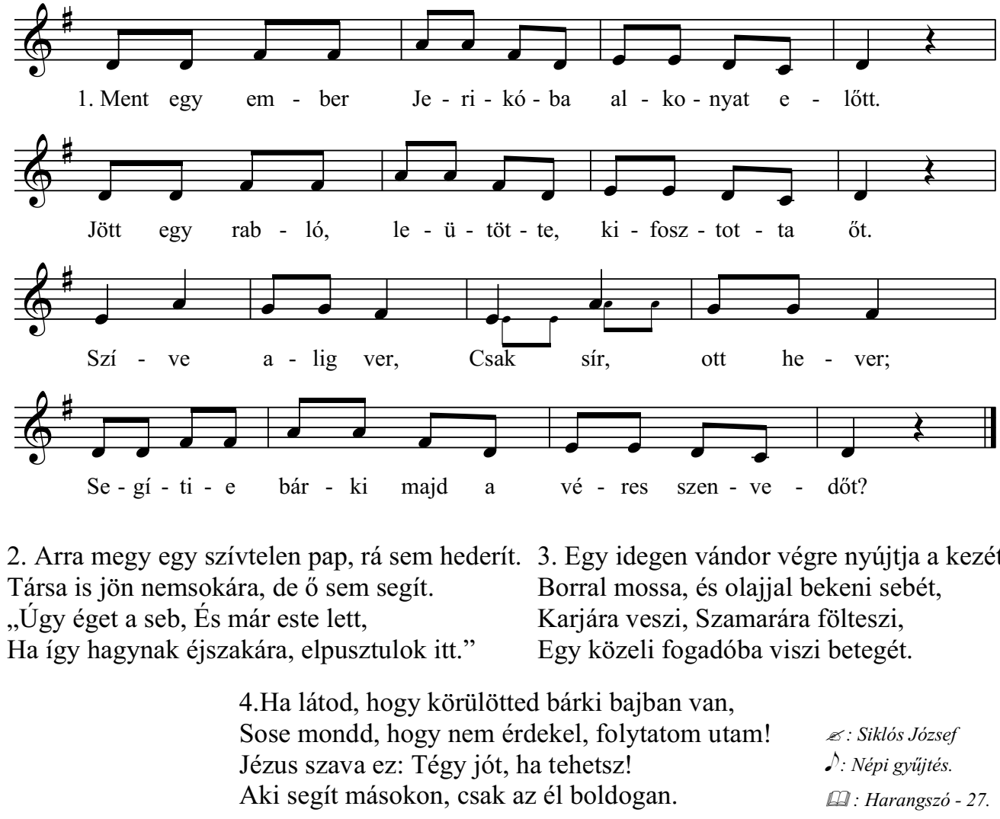 1. Ment egy em - ber Je - ri - kó - ba al - ko - nyat e - lőtt.
Jött egy rab - ló, le - ü - töt - te, ki - fosz - tot - ta őt.
Szí - ve a - lig ver, Csak sír, ott he - ver;
Se - gí - ti - e bár - ki majd a vé - res szen - ve - dőt?
2. Arra megy egy szívtelen pap, rá sem hederít.
Társa is jön nemsokára, de ő sem segít.
„Úgy éget a seb, És már este lett,
Ha így hagynak éjszakára, elpusztulok itt.”
3. Egy idegen vándor végre nyújtja a kezét
Borral mossa, és olajjal bekeni sebét,
Karjára veszi, Szamarára fölteszi,
Egy közeli fogadóba viszi betegét.
4.Ha látod, hogy körülötted bárki bajban van,
Sose mondd, hogy nem érdekel, folytatom utam!
Jézus szava ez: Tégy jót, ha tehetsz!
Aki segít másokon, csak az él boldogan.
: Siklós József
: Népi gyűjtés.
: Harangszó - 27.